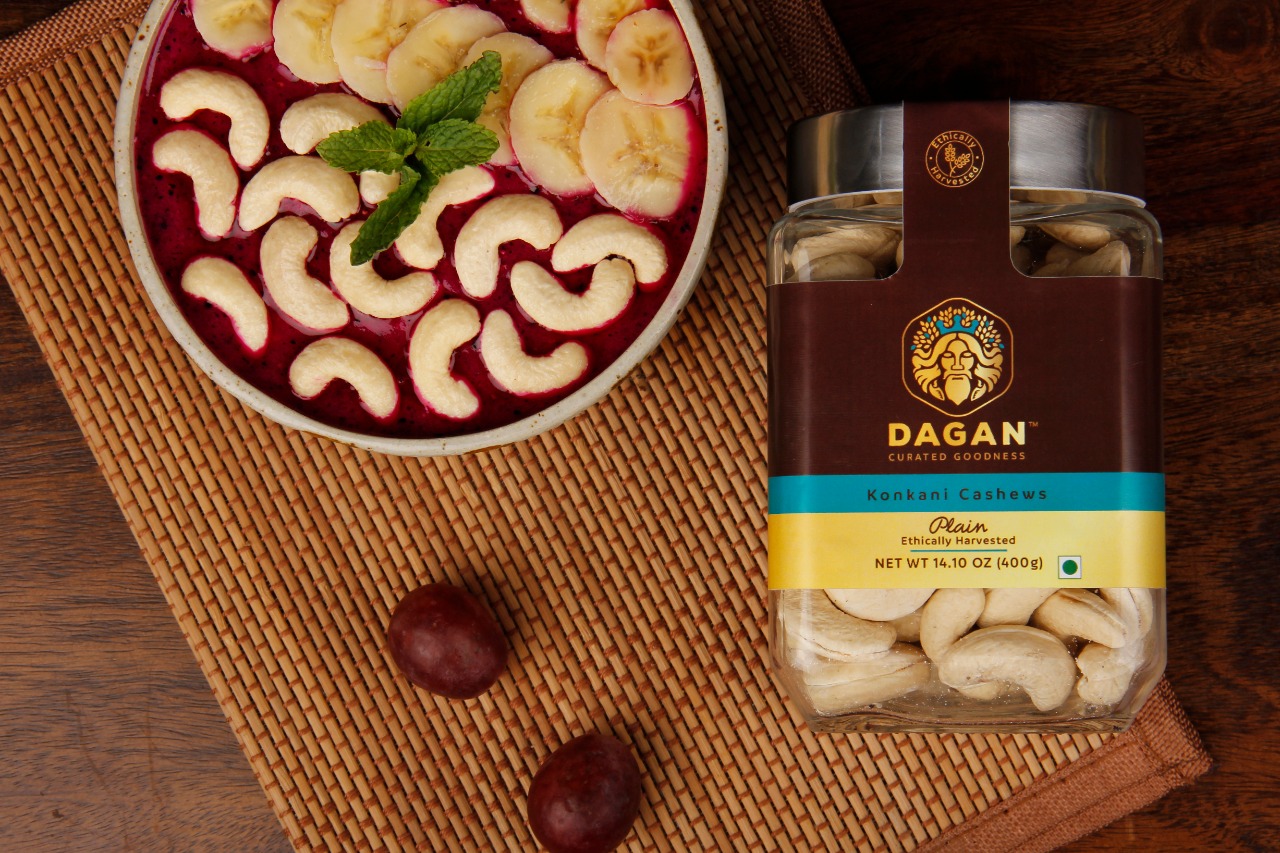 Ethically
Harvested
DAGAN™
CURATED GOODNESS
Konkani Cashews
Plain
Ethically Harvested
NET WT 14.10 OZ (400g)